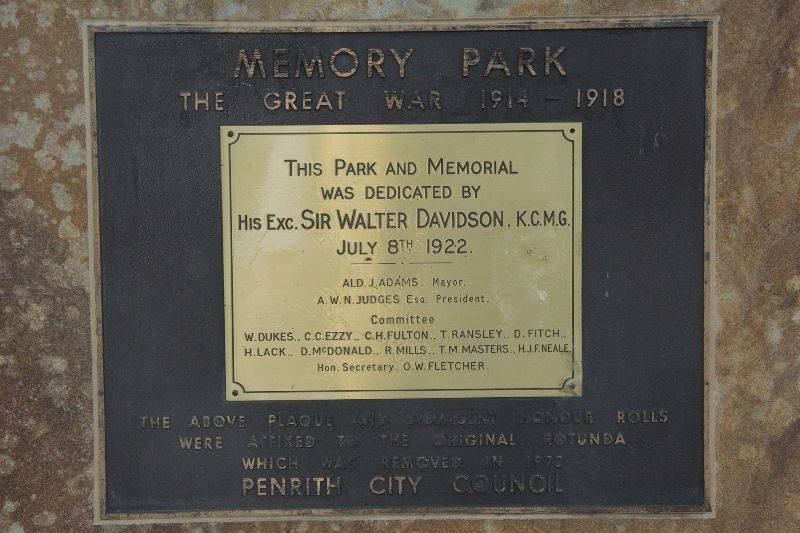 MEMORY PARK
THE GREAT WAR 1914 - 1918
THIS PARK AND MEMORIAL
WAS DEDICATED BY
HIS EXC. SIR WALTER DAVIDSON, K.C.M.G.
JULY 8TH 1922.
ALD. J. ADAMS. Mayor.
A.W.N. JUDGES Esq. President.
Committee
W. DUKES., C.C. EZZY., C.H. FULTON., T. RANSLEY., D. FITCH.,
H. LACK., D. McDONALD., R. MILLS., T.M. MASTERS., H.J.F. NEALE,
Hon. Secretary. O.W. FLETCHER.
THE ABOVE PLAQUE AND ADJACENT HONOUR ROLLS
WERE AFFIXED TO THE ORIGINAL ROTUNDA
WHICH WAS REMOVED IN 1972
PENRITH CITY COUNCIL